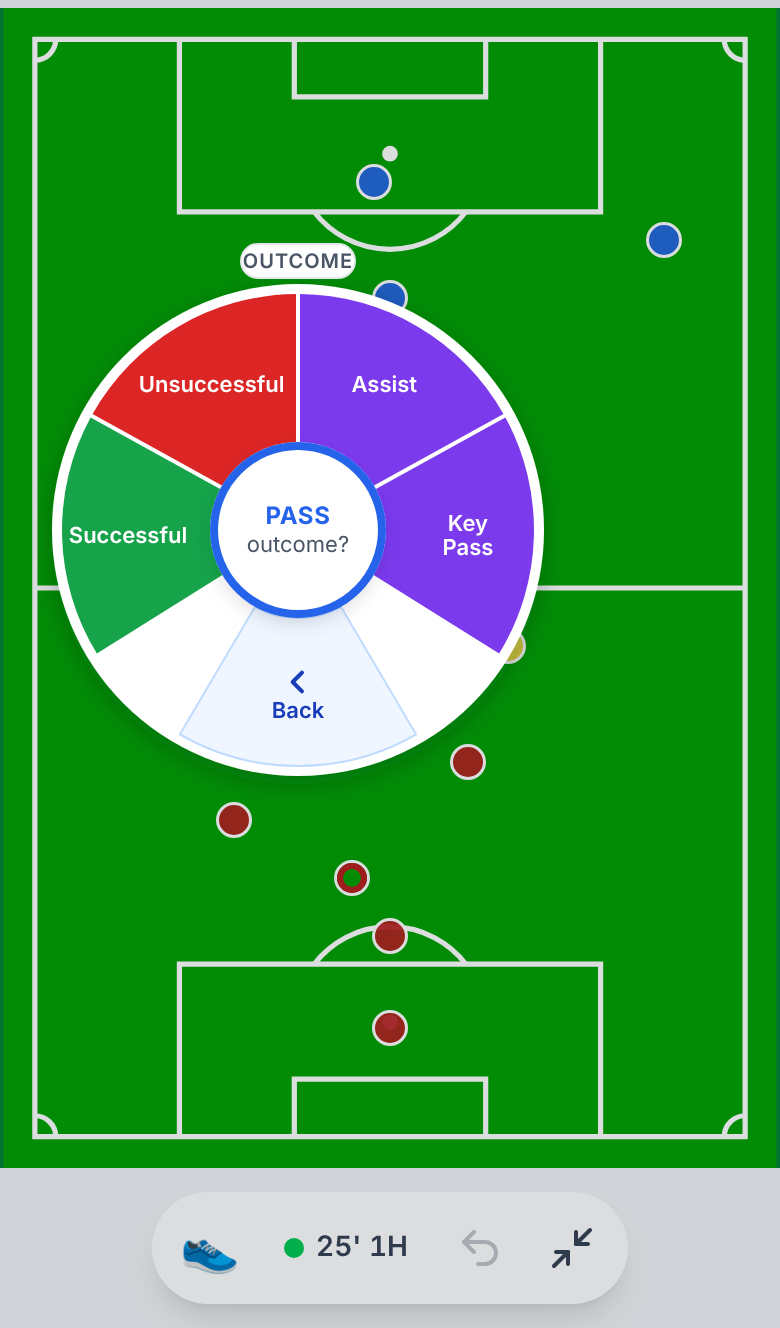 OUTCOME
Unsuccessful
Assist
Successful
PASS
outcome?
Key
Pass
Back
25' 1H